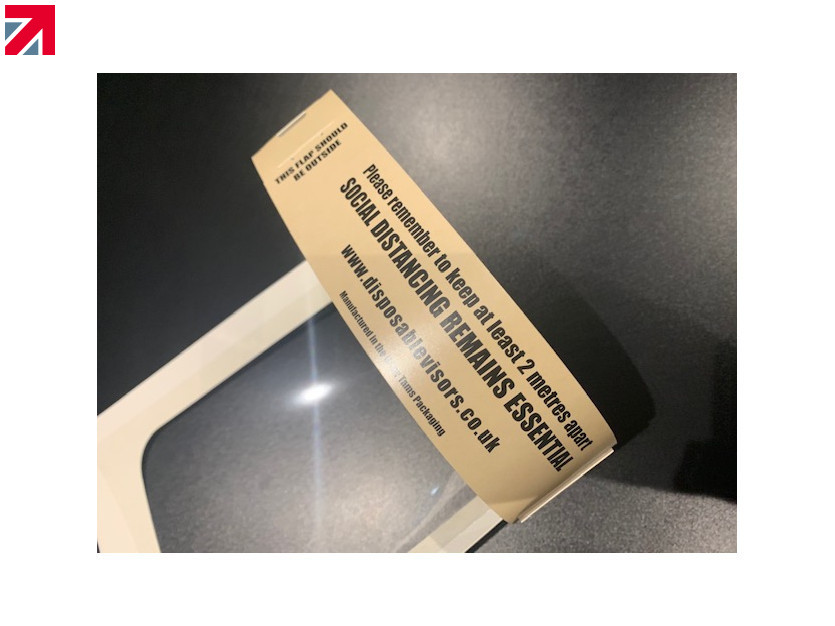 THIS FLAP SHOULD
BE OUTSIDE
Please remember to keep at least 2 metres apart
SOCIAL DISTANCING REMAINS ESSENTIAL
www.disposablevisors.co.uk
Manufactured in the by Tams Packaging